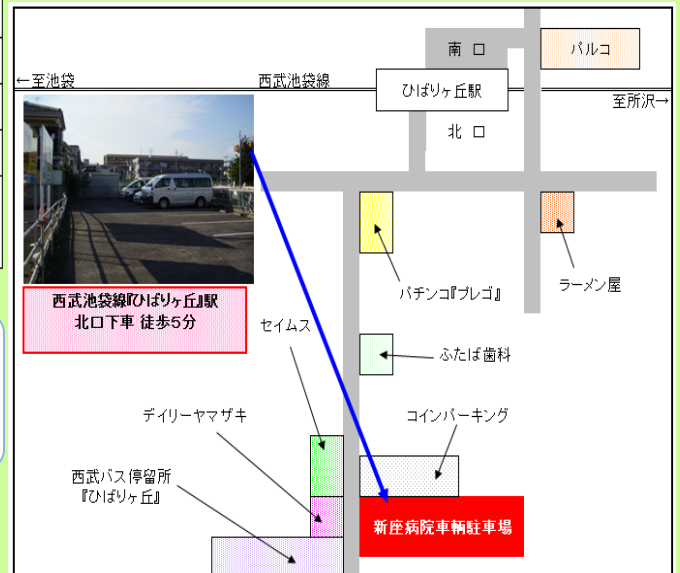 南 口
パルコ
←至池袋
西武池袋線
ひばりヶ丘駅
至所沢→
北 口
西武池袋線『ひばりヶ丘』駅
北口下車 徒歩5分
パチンコ『プレゴ』
ラーメン屋
セイムス
ふたば歯科
デイリーヤマザキ
コインパーキング
西武バス停留所
『ひばりヶ丘』
新座病院車輌駐車場